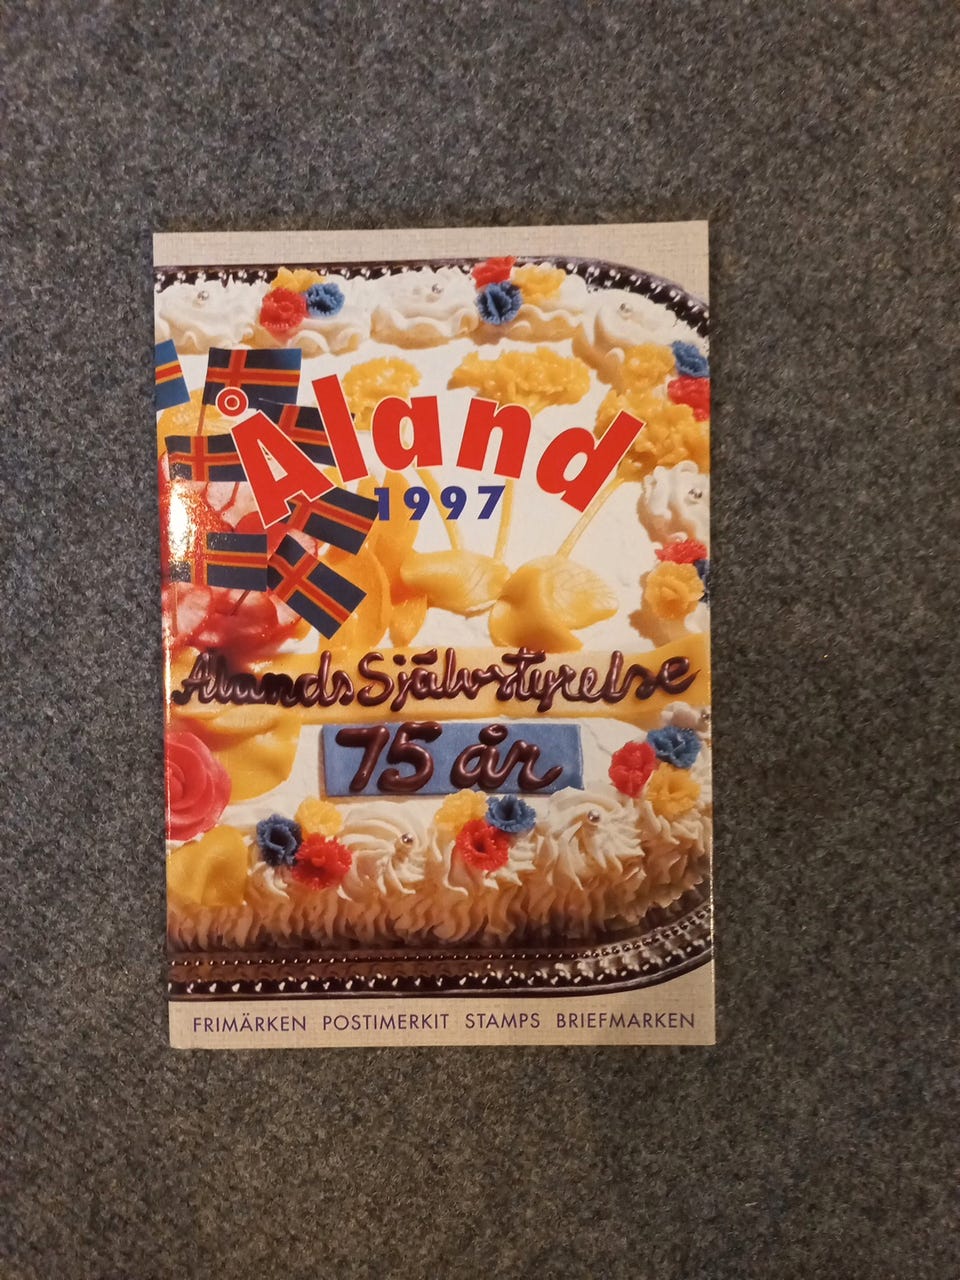 Åland
1997
Ålands Självstyrelse
75 år
FRIMÄRKEN POSTIMERKIT STAMPS BRIEFMARKEN